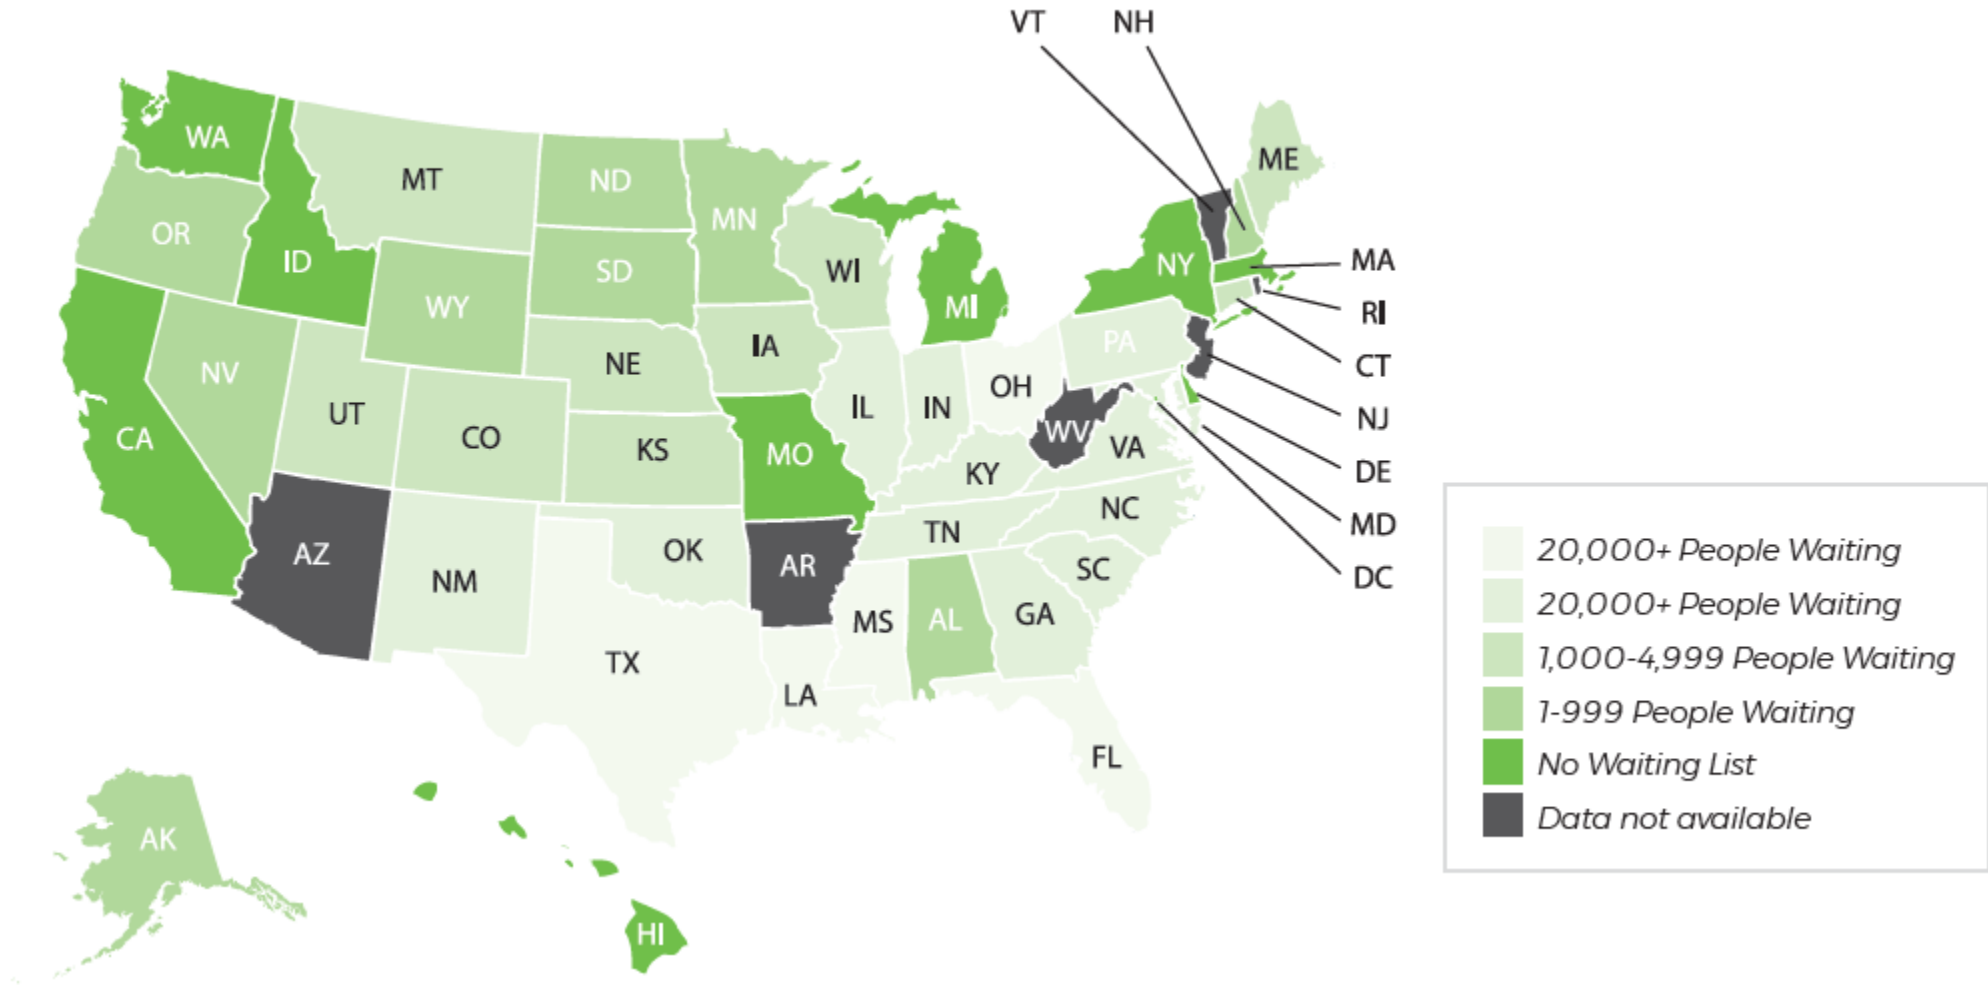 VT
NH
WA
MT
ND
MN
ME
OR
ID
SD
WI
NY
MA
WY
MI
RI
NV
NE
IA
PA
CT
UT
CO
KS
MO
IL
IN
OH
NJ
CA
WV
VA
DE
KY
MD
AZ
NM
OK
AR
TN
NC
SC
DC
TX
LA
MS
AL
GA
FL
AK
HI
20,000+ People Waiting
20,000+ People Waiting
1,000-4,999 People Waiting
1-999 People Waiting
No Waiting List
Data not available